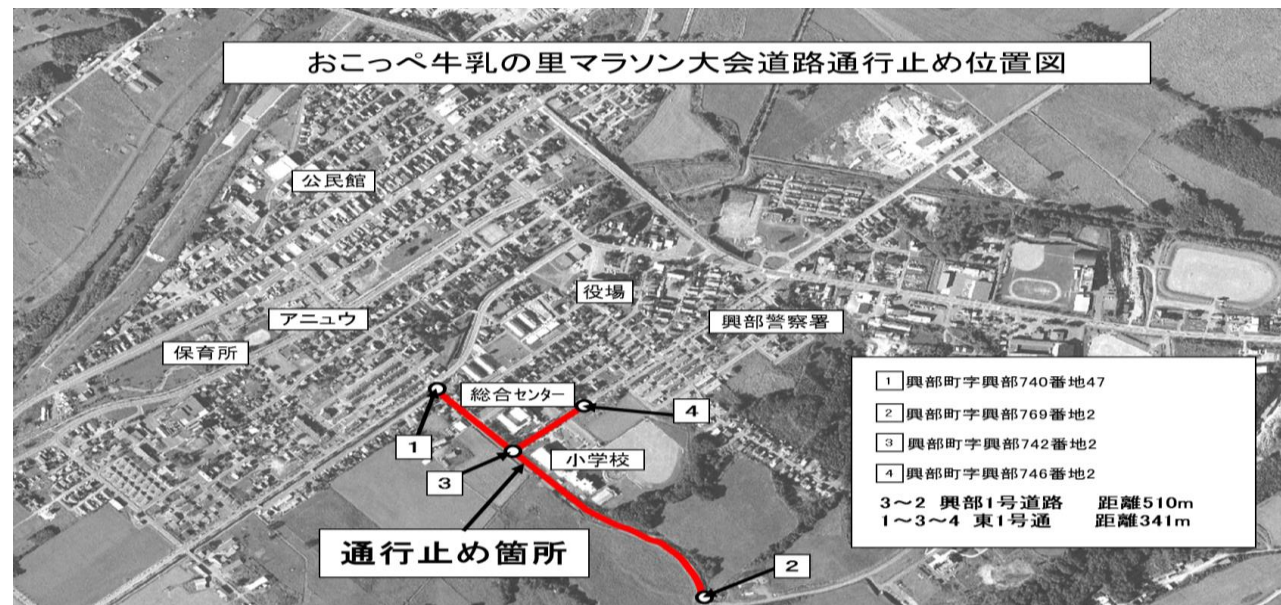 おこっぺ牛乳の里マラソン大会道路通行止め位置図
公民館
役場
アニュウ
興部警察署
保育所
総合センター
4
1
小学校
3
通行止め箇所
2
1 興部町字興部740番地47
2 興部町字興部769番地2
3 興部町字興部742番地2
4 興部町字興部746番地2
3～2 興部1号道路 距離510m
1～3～4 東1号通 距離341m